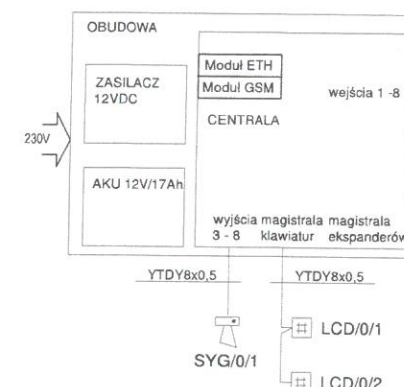 OBUDOWA
Moduł ETH
Moduł GSM
ZASILACZ
12VDC
wejścia 1 -8
CENTRALA
230V
AKU 12V/17Ah
wyjścia magistrala magistrala
3 - 8 klawiatur ekspanderów
YTDY8x0,5
YTDY8x0,5
LCD/0/1
SYG/0/1
LCD/0/2